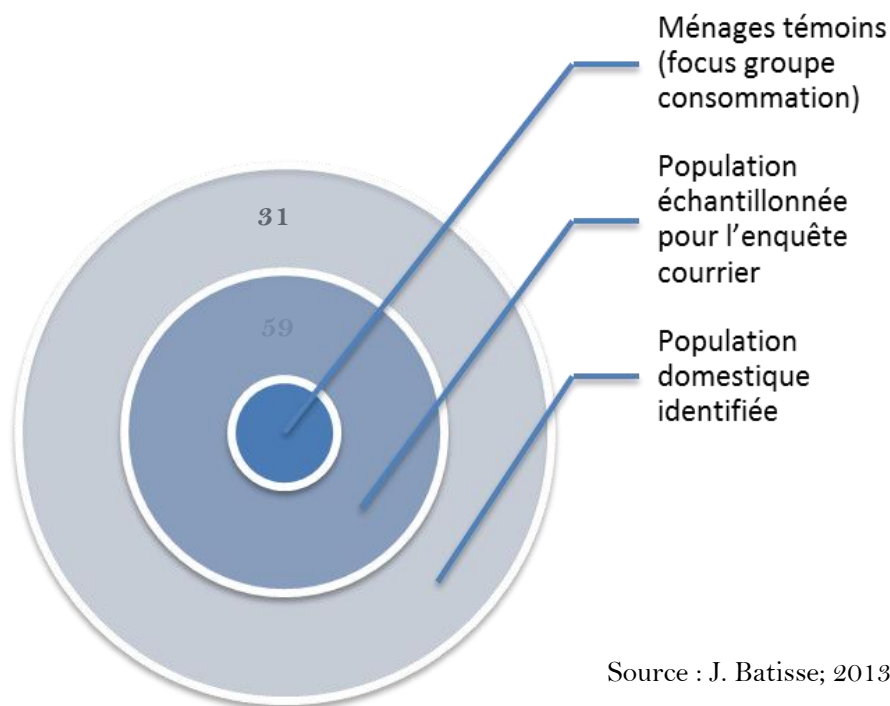 Ménages témoins
(focus groupe
consommation)
Population
échantillonnée
pour l'enquête
courrier
Population
domestique
identifiée
31
59
Source : J. Batisse; 2013